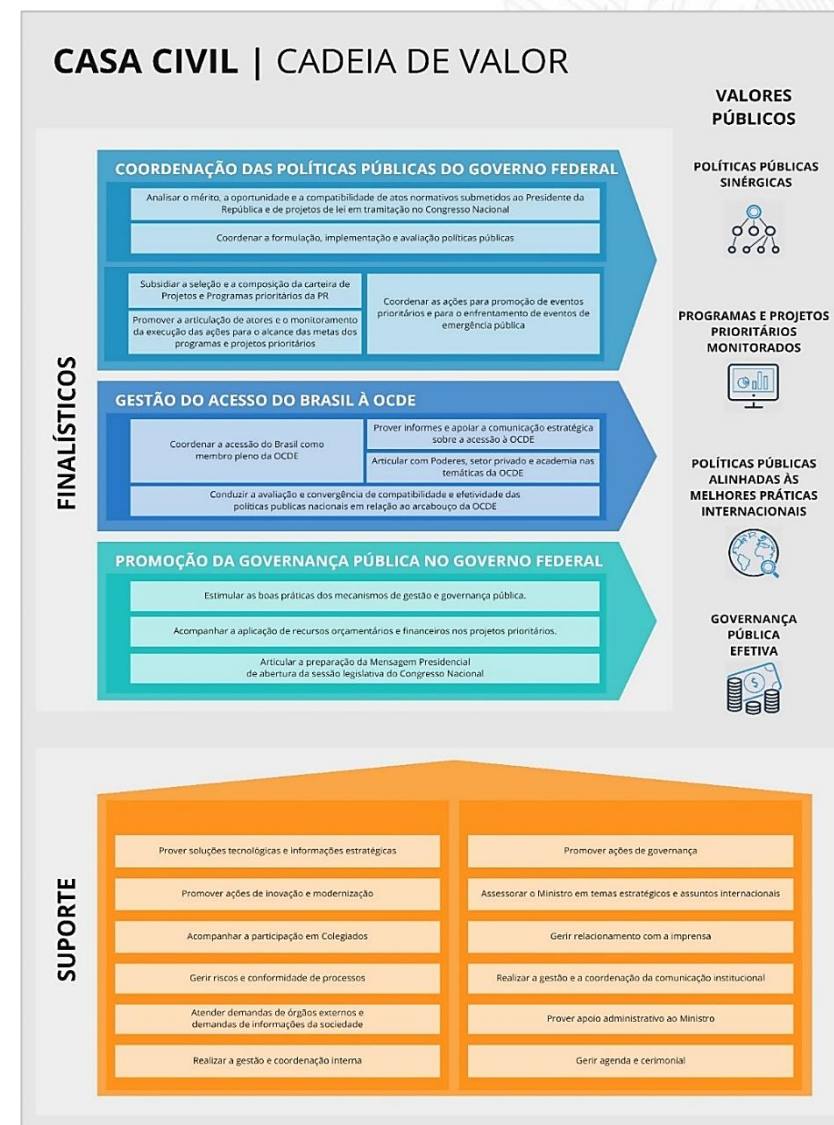 CASA CIVIL | CADEIA DE VALOR
VALORES
PÚBLICOS
FINALÍSTICOS
COORDENAÇÃO DAS POLÍTICAS PÚBLICAS DO GOVERNO FEDERAL
Analisar o mérito, a oportunidade e a compatibilidade de atos normativos submetidos ao Presidente da
República e de projetos de lei em tramitação no Congresso Nacional
Coordenar a formulação, implementação e avaliação políticas públicas
Subsidiar a seleção e a composição da carteira de
Projetos e Programas prioritários da PR
Promover a articulação de atores e o monitoramento
da execução das ações para o alcance das metas dos
programas e projetos prioritários
Coordenar as ações para promoção de eventos
prioritários e para o enfrentamento de eventos de
emergência pública
GESTÃO DO ACESSO DO BRASIL À OCDE
Coordenar a acessão do Brasil como
membro pleno da OCDE
Prover informes e apoiar a comunicação estratégica
sobre a acessão à OCDE
Articular com Poderes, setor privado e academia nas
temáticas da OCDE
Conduzir a avaliação e convergência de compatibilidade e efetividade das
políticas publicas nacionais em relação ao arcabouço da OCDE
PROMOÇÃO DA GOVERNANÇA PÚBLICA NO GOVERNO FEDERAL
Estimular as boas práticas dos mecanismos de gestão e governança pública.
Acompanhar a aplicação de recursos orçamentários e financeiros nos projetos prioritários.
Articular a preparação da Mensagem Presidencial
de abertura da sessão legislativa do Congresso Nacional
POLÍTICAS PÚBLICAS
SINÉRGICAS
PROGRAMAS E PROJETOS
PRIORITÁRIOS
MONITORADOS
POLÍTICAS PÚBLICAS
ALINHADAS ÀS
MELHORES PRÁTICAS
INTERNACIONAIS
GOVERNANÇA
PÚBLICA
EFETIVA
$
SUPORTE
Prover soluções tecnológicas e informações estratégicas
Promover ações de inovação e modernização
Acompanhar a participação em Colegiados
Gerir riscos e conformidade de processos
Atender demandas de órgãos externos e
demandas de informações da sociedade
Realizar a gestão e coordenação interna
Promover ações de governança
Assessorar o Ministro em temas estratégicos e assuntos internacionais
Gerir relacionamento com a imprensa
Realizar a gestão e a coordenação da comunicação institucional
Prover apoio administrativo ao Ministro
Gerir agenda e cerimonial